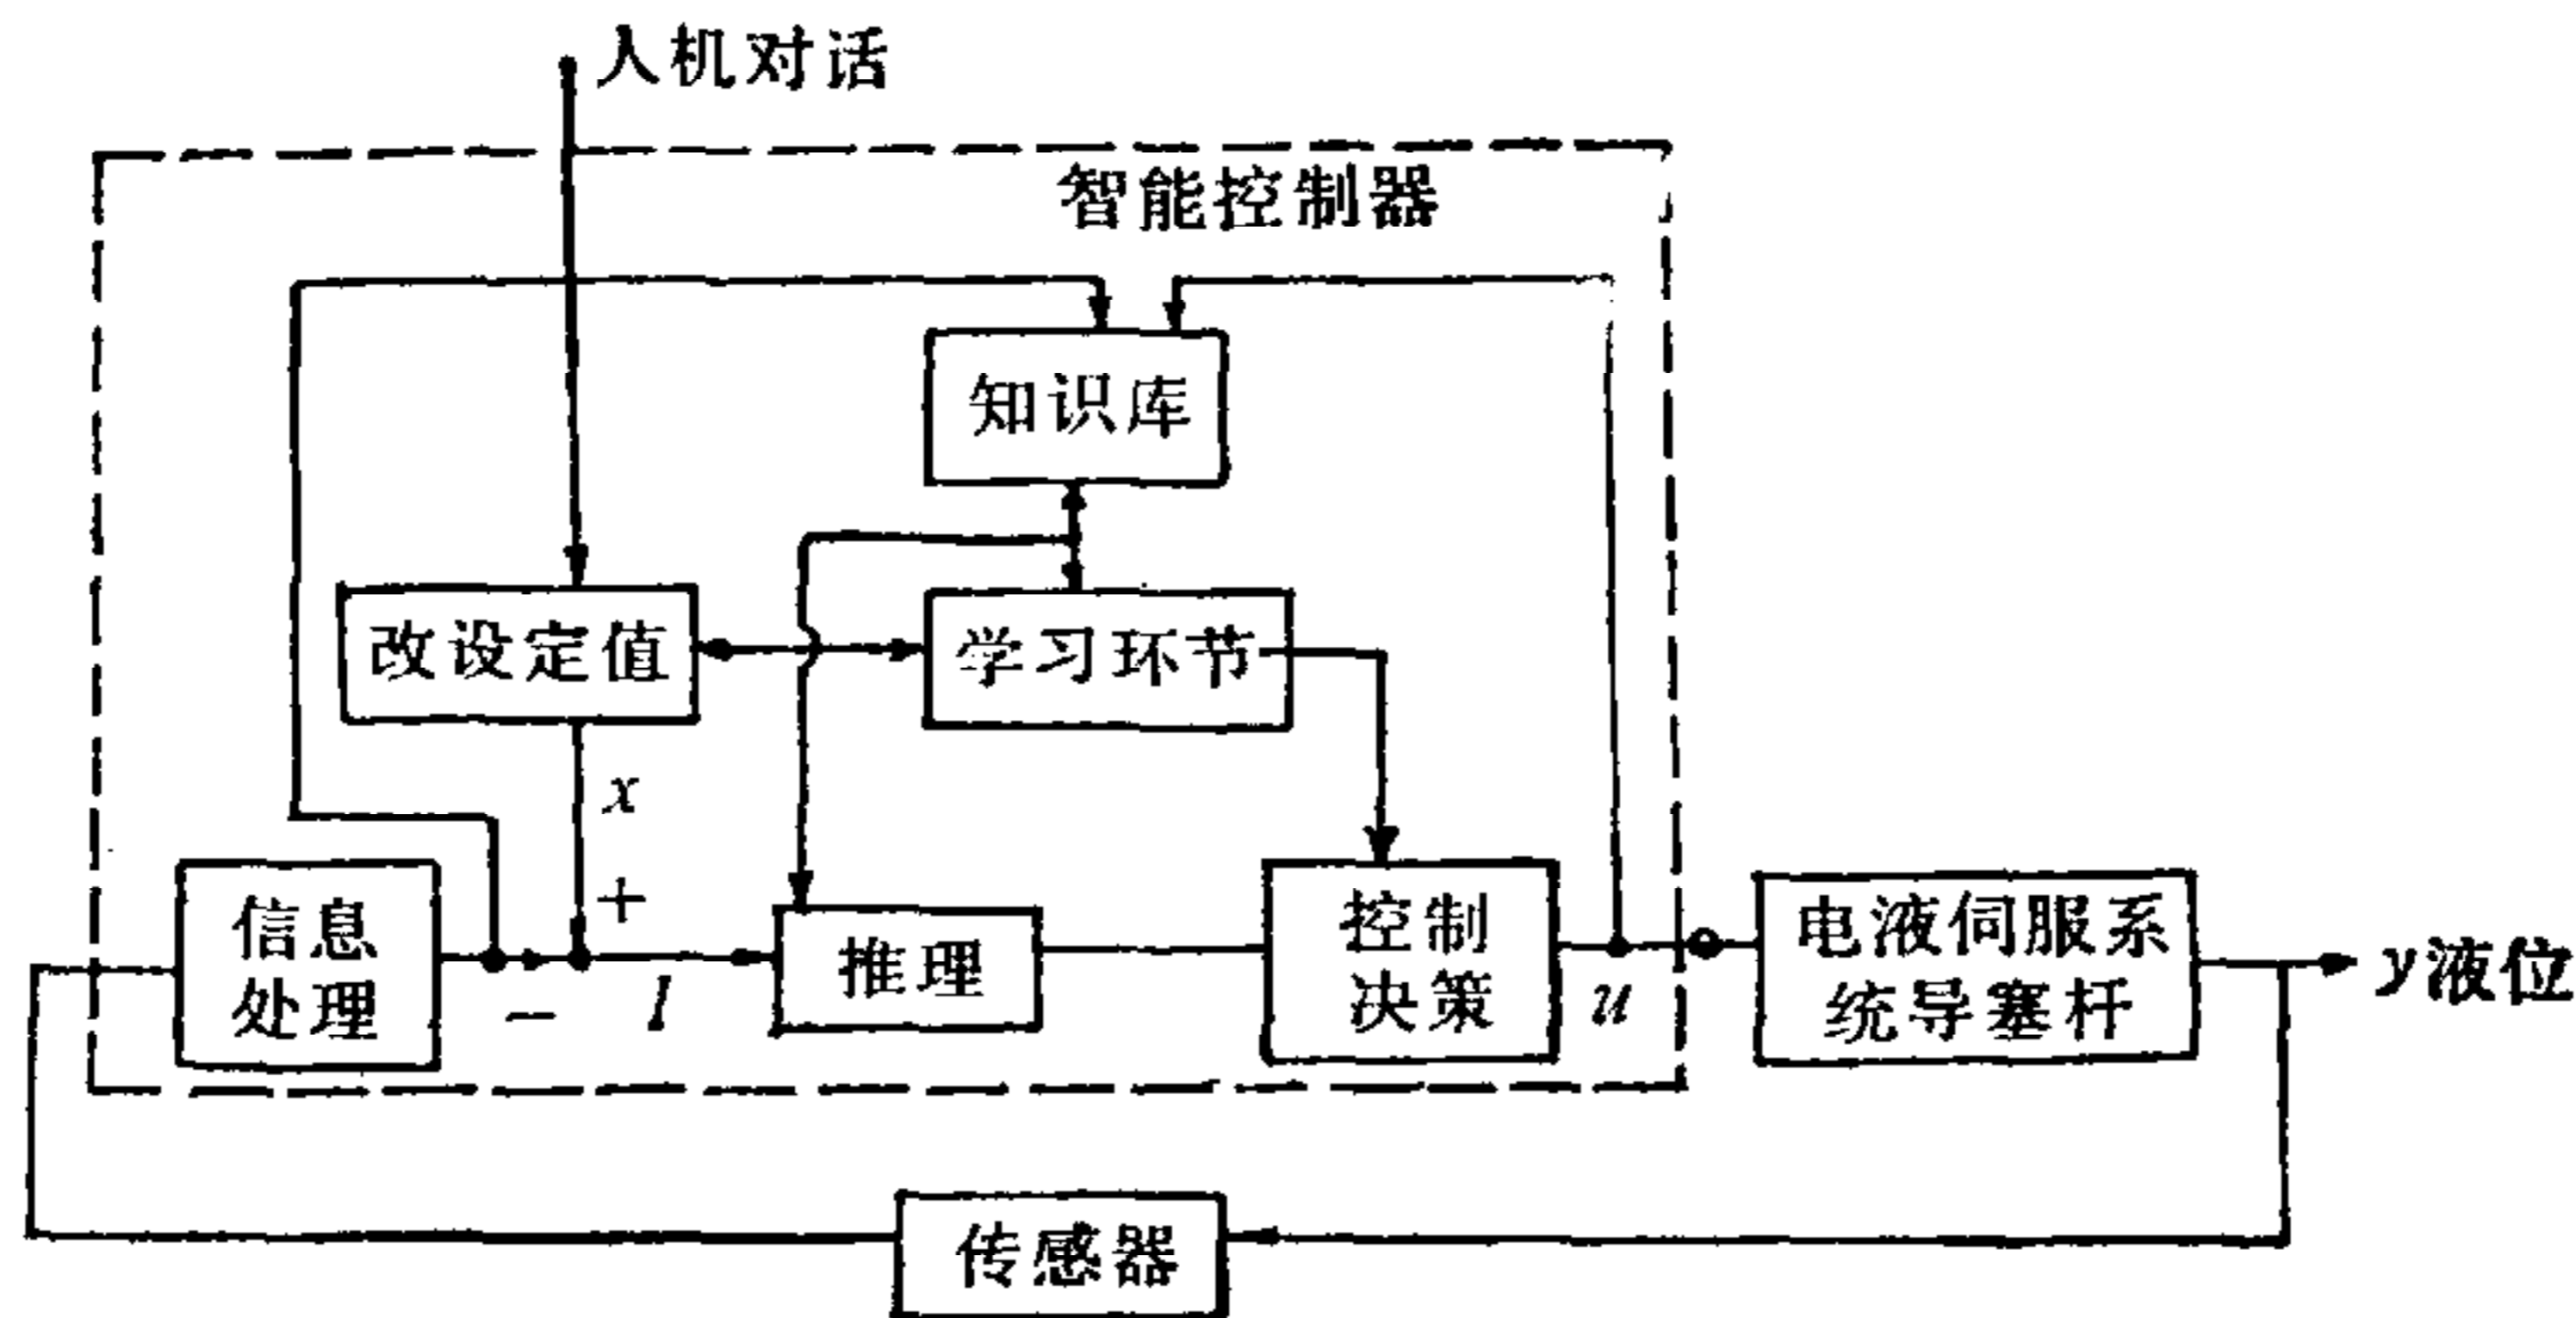 人机对话
智能控制器
知识库
改设定值
学习环节
x
+
信息
处理
−
I
推理
控制
决策
u
电液伺服系
统导塞杆
y液位
传感器